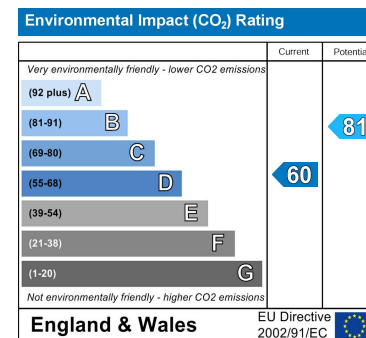 Environmental Impact (CO₂) Rating
Current Potentia
Very environmentally friendly - lower CO2 emissions
(92 plus) A
(81-91) B
81
(69-80) C
(55-68) D
60
(39-54) E
(21-38) F
(1-20) G
Not environmentally friendly - higher CO2 emissions
England & Wales
EU Directive
2002/91/EC